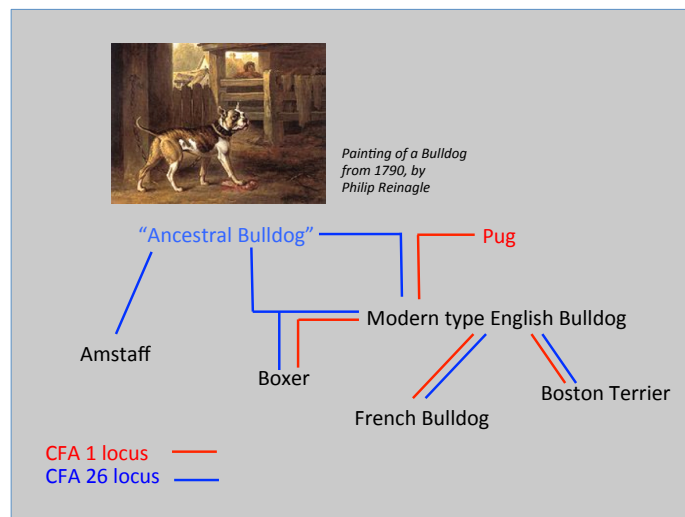 Painting of a Bulldog
from 1790, by
Philip Reinagle
“Ancestral Bulldog”
Pug
Modern type English Bulldog
Amstaff
Boxer
Boston Terrier
French Bulldog
CFA 1 locus
CFA 26 locus